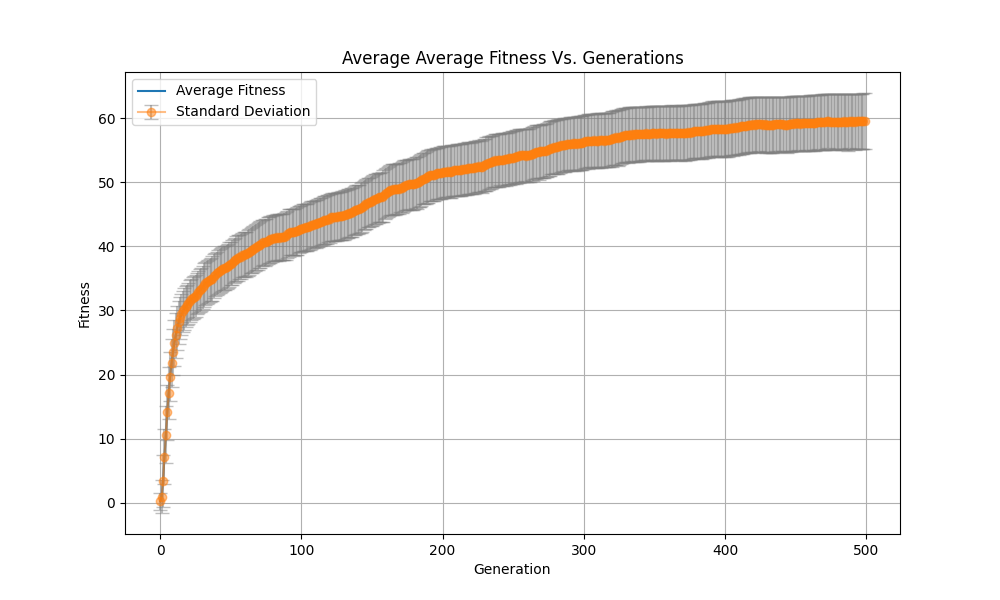 Average Average Fitness Vs. Generations
Average Fitness
Standard Deviation
60
50
40
30
20
10
0
Fitness
0 100 200 300 400 500
Generation